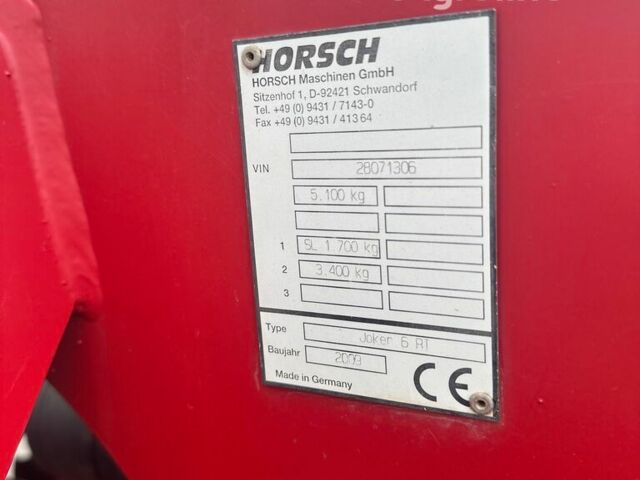 HORSCH
HORSCH Maschinen GmbH
Sitzenhof 1, D-92421 Schwandorf
Tel. +49 (0) 9431 / 7143-0
Fax +49 (0) 9431 / 413 64
VIN 28071306
5.100 kg
1 SL 1.700 kg
2 3.400 kg
3
Type Joker 6 RT
Baujahr 2009
Made in Germany CE